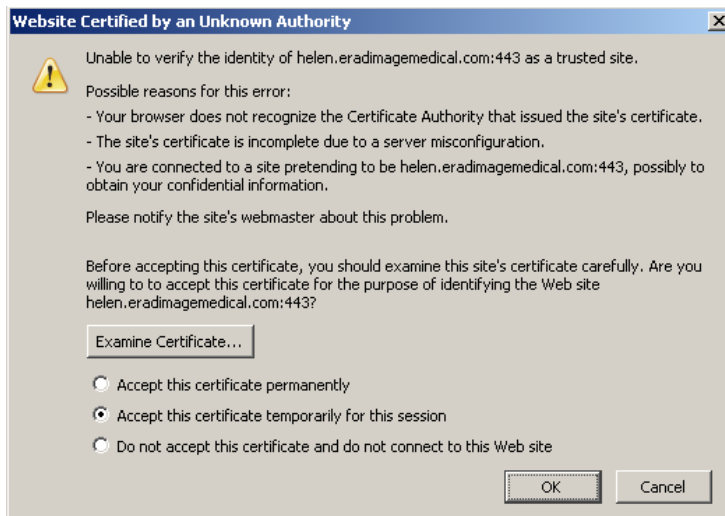 Website Certified by an Unknown Authority
Unable to verify the identity of helen.eradimagemedical.com:443 as a trusted site.
Possible reasons for this error:
- Your browser does not recognize the Certificate Authority that issued the site's certificate.
- The site's certificate is incomplete due to a server misconfiguration.
- You are connected to a site pretending to be helen.eradimagemedical.com:443, possibly to
obtain your confidential information.
Please notify the site's webmaster about this problem.
Before accepting this certificate, you should examine this site's certificate carefully. Are you
willing to to accept this certificate for the purpose of identifying the Web site
helen.eradimagemedical.com:443?
Examine Certificate...
Accept this certificate permanently
Accept this certificate temporarily for this session
Do not accept this certificate and do not connect to this Web site
OK Cancel